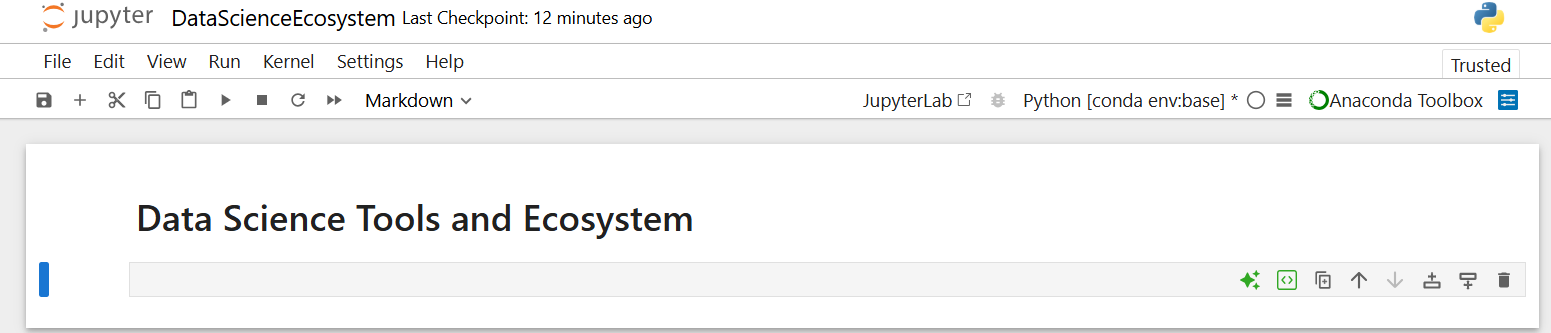 jupyter DataScienceEcosystem Last Checkpoint: 12 minutes ago
File Edit View Run Kernel Settings Help
Trusted
Markdown JupyterLab Python [conda env:base] * Anaconda Toolbox
Data Science Tools and Ecosystem